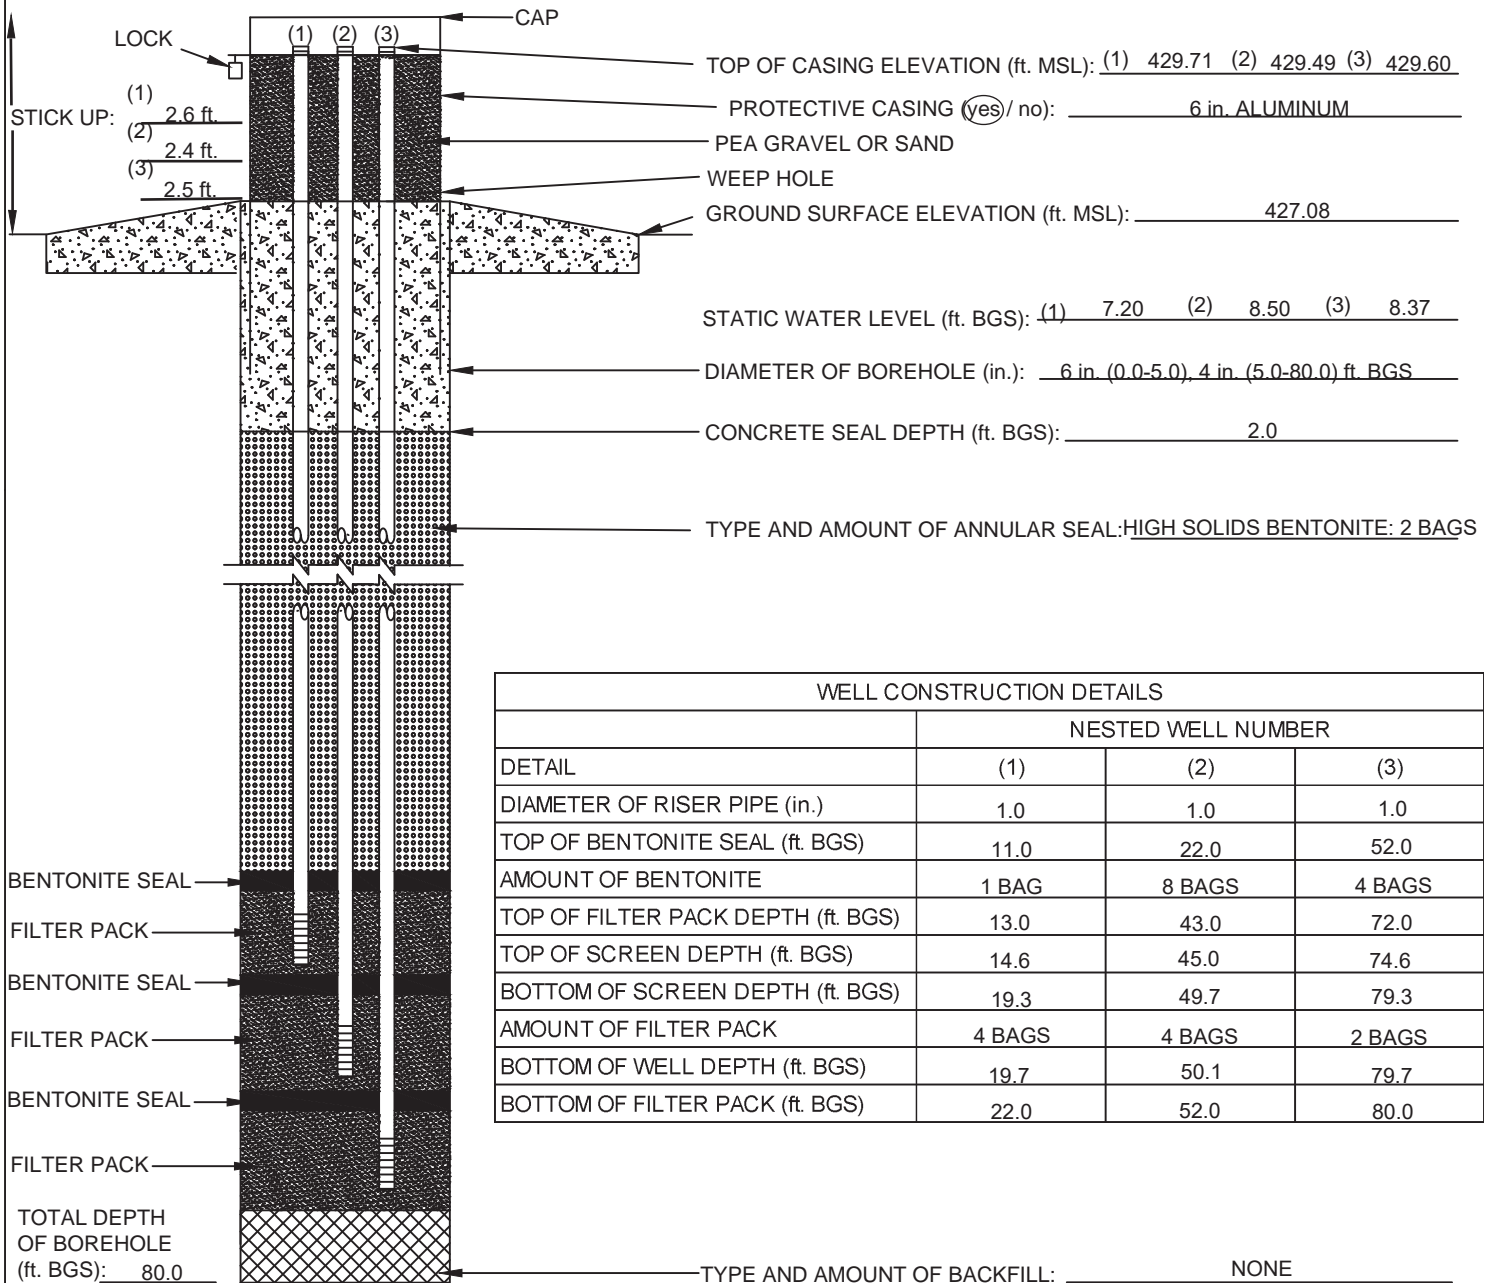 CAP
LOCK
(1) (2) (3)
TOP OF CASING ELEVATION (ft. MSL): (1) 429.71 (2) 429.49 (3) 429.60
STICK UP:
(1) 2.6 ft.
(2) 2.4 ft.
(3) 2.5 ft.
PROTECTIVE CASING (yes/ no): 6 in. ALUMINUM
PEA GRAVEL OR SAND
WEEP HOLE
GROUND SURFACE ELEVATION (ft. MSL): 427.08
STATIC WATER LEVEL (ft. BGS): (1) 7.20 (2) 8.50 (3) 8.37
DIAMETER OF BOREHOLE (in.): 6 in. (0.0-5.0), 4 in. (5.0-80.0) ft. BGS
CONCRETE SEAL DEPTH (ft. BGS): 2.0
TYPE AND AMOUNT OF ANNULAR SEAL: HIGH SOLIDS BENTONITE: 2 BAGS
WELL CONSTRUCTION DETAILS
NESTED WELL NUMBER
DETAIL (1) (2) (3)
DIAMETER OF RISER PIPE (in.) 1.0 1.0 1.0
TOP OF BENTONITE SEAL (ft. BGS) 11.0 22.0 52.0
AMOUNT OF BENTONITE 1 BAG 8 BAGS 4 BAGS
TOP OF FILTER PACK DEPTH (ft. BGS) 13.0 43.0 72.0
TOP OF SCREEN DEPTH (ft. BGS) 14.6 45.0 74.6
BOTTOM OF SCREEN DEPTH (ft. BGS) 19.3 49.7 79.3
AMOUNT OF FILTER PACK 4 BAGS 4 BAGS 2 BAGS
BOTTOM OF WELL DEPTH (ft. BGS) 19.7 50.1 79.7
BOTTOM OF FILTER PACK (ft. BGS) 22.0 52.0 80.0
BENTONITE SEAL
FILTER PACK
BENTONITE SEAL
FILTER PACK
BENTONITE SEAL
FILTER PACK
TOTAL DEPTH
OF BOREHOLE
(ft. BGS): 80.0
TYPE AND AMOUNT OF BACKFILL: NONE